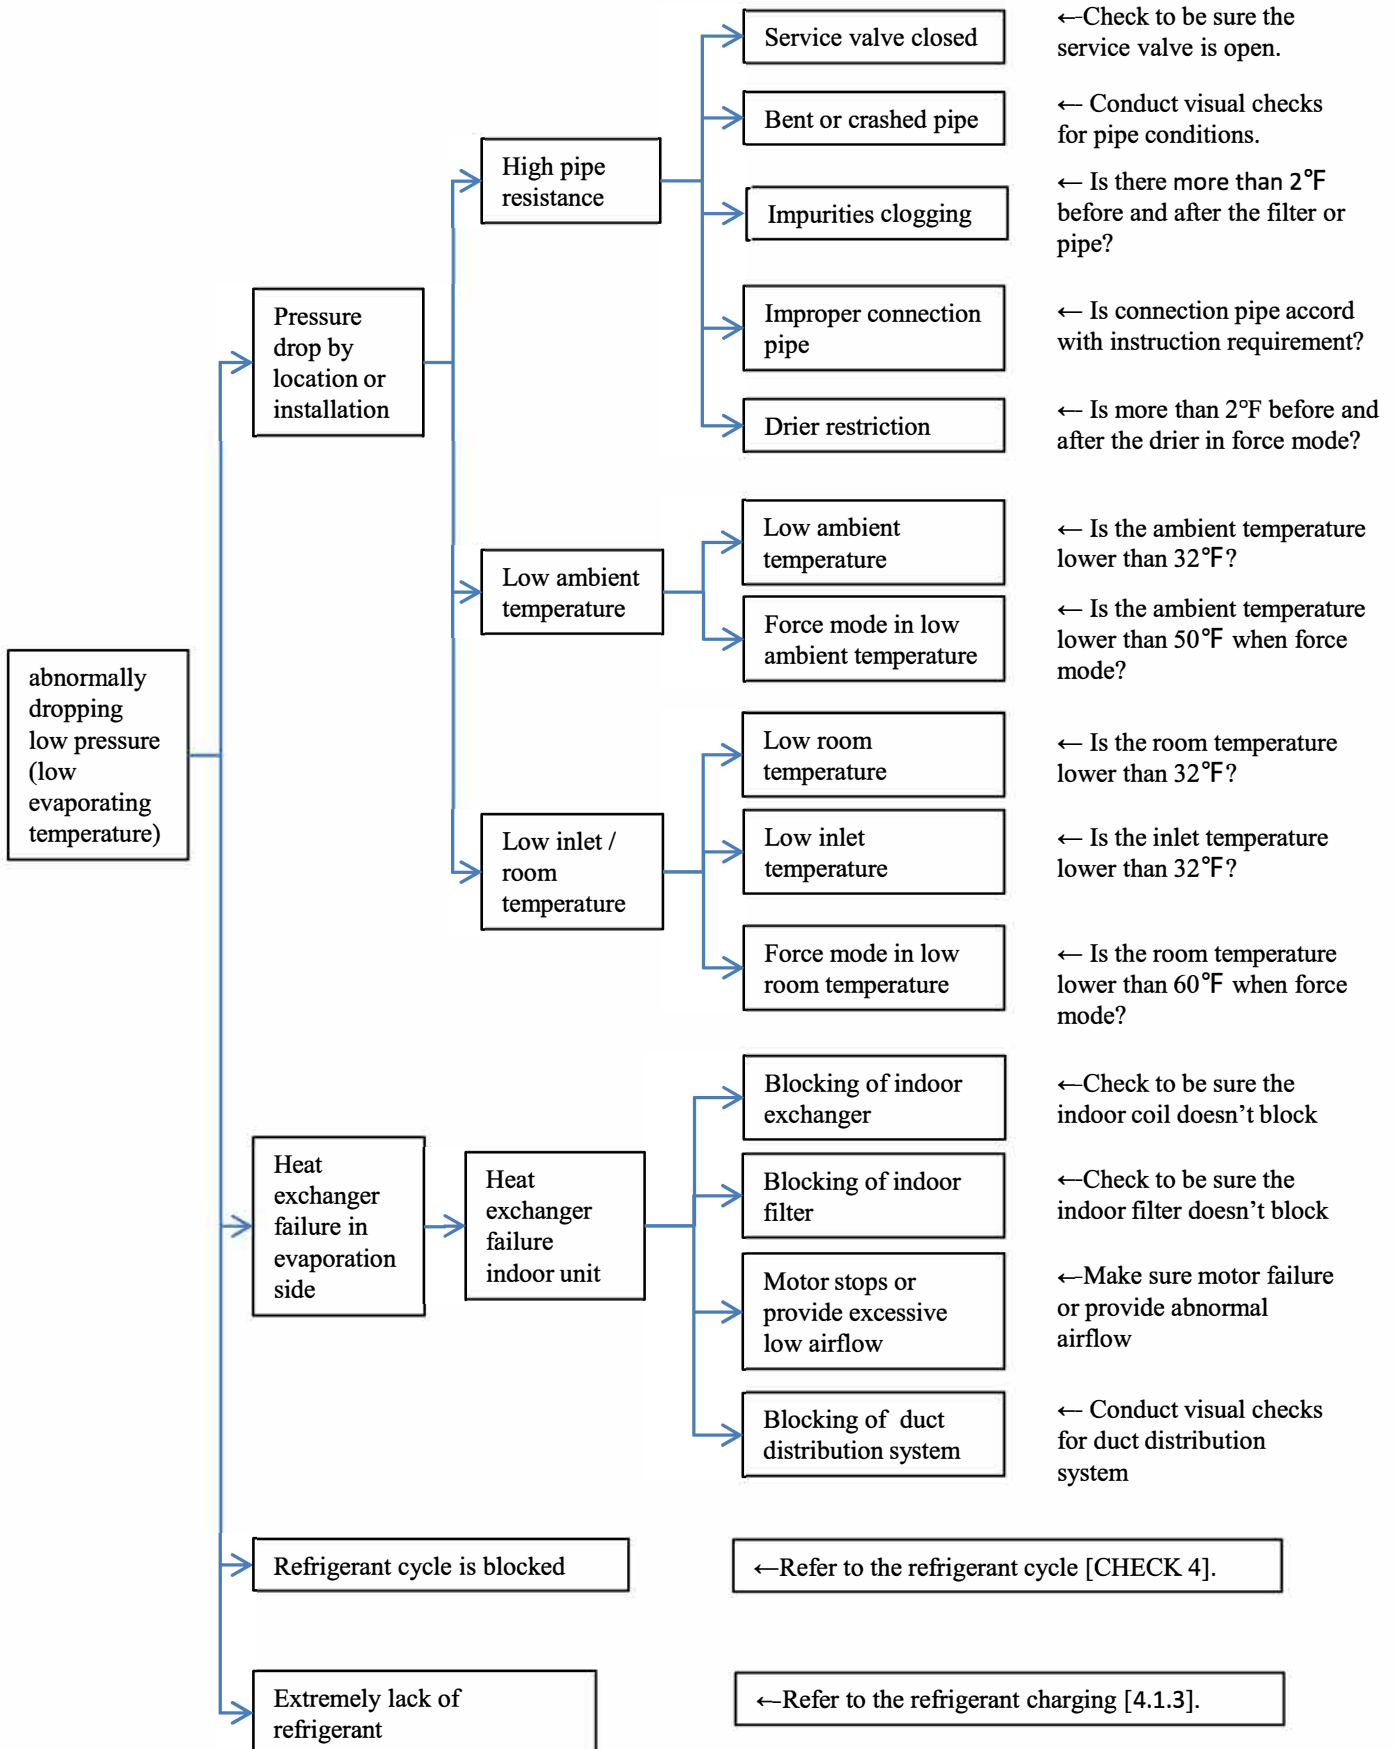 Service valve closed
←Check to be sure the
service valve is open.
Bent or crashed pipe
← Conduct visual checks
for pipe conditions.
High pipe
resistance
Impurities clogging
← Is there more than 2℉
before and after the filter or
pipe?
Pressure
drop by
location or
installation
Improper connection
pipe
← Is connection pipe accord
with instruction requirement?
Drier restriction
← Is more than 2°F before and
after the drier in force mode?
Low ambient
temperature
Low ambient
temperature
← Is the ambient temperature
lower than 32℉?
Force mode in low
ambient temperature
← Is the ambient temperature
lower than 50℉ when force
mode?
abnormally
dropping
low pressure
(low
evaporating
temperature)
Low room
temperature
← Is the room temperature
lower than 32℉?
Low inlet /
room
temperature
Low inlet
temperature
← Is the inlet temperature
lower than 32℉?
Force mode in low
room temperature
← Is the room temperature
lower than 60℉ when force
mode?
Heat
exchanger
failure in
evaporation
side
Heat
exchanger
failure
indoor unit
Blocking of indoor
exchanger
←Check to be sure the
indoor coil doesn’t block
Blocking of indoor
filter
←Check to be sure the
indoor filter doesn’t block
Motor stops or
provide excessive
low airflow
←Make sure motor failure
or provide abnormal
airflow
Blocking of duct
distribution system
← Conduct visual checks
for duct distribution
system
Refrigerant cycle is blocked
←Refer to the refrigerant cycle [CHECK 4].
Extremely lack of
refrigerant
←Refer to the refrigerant charging [4.1.3].